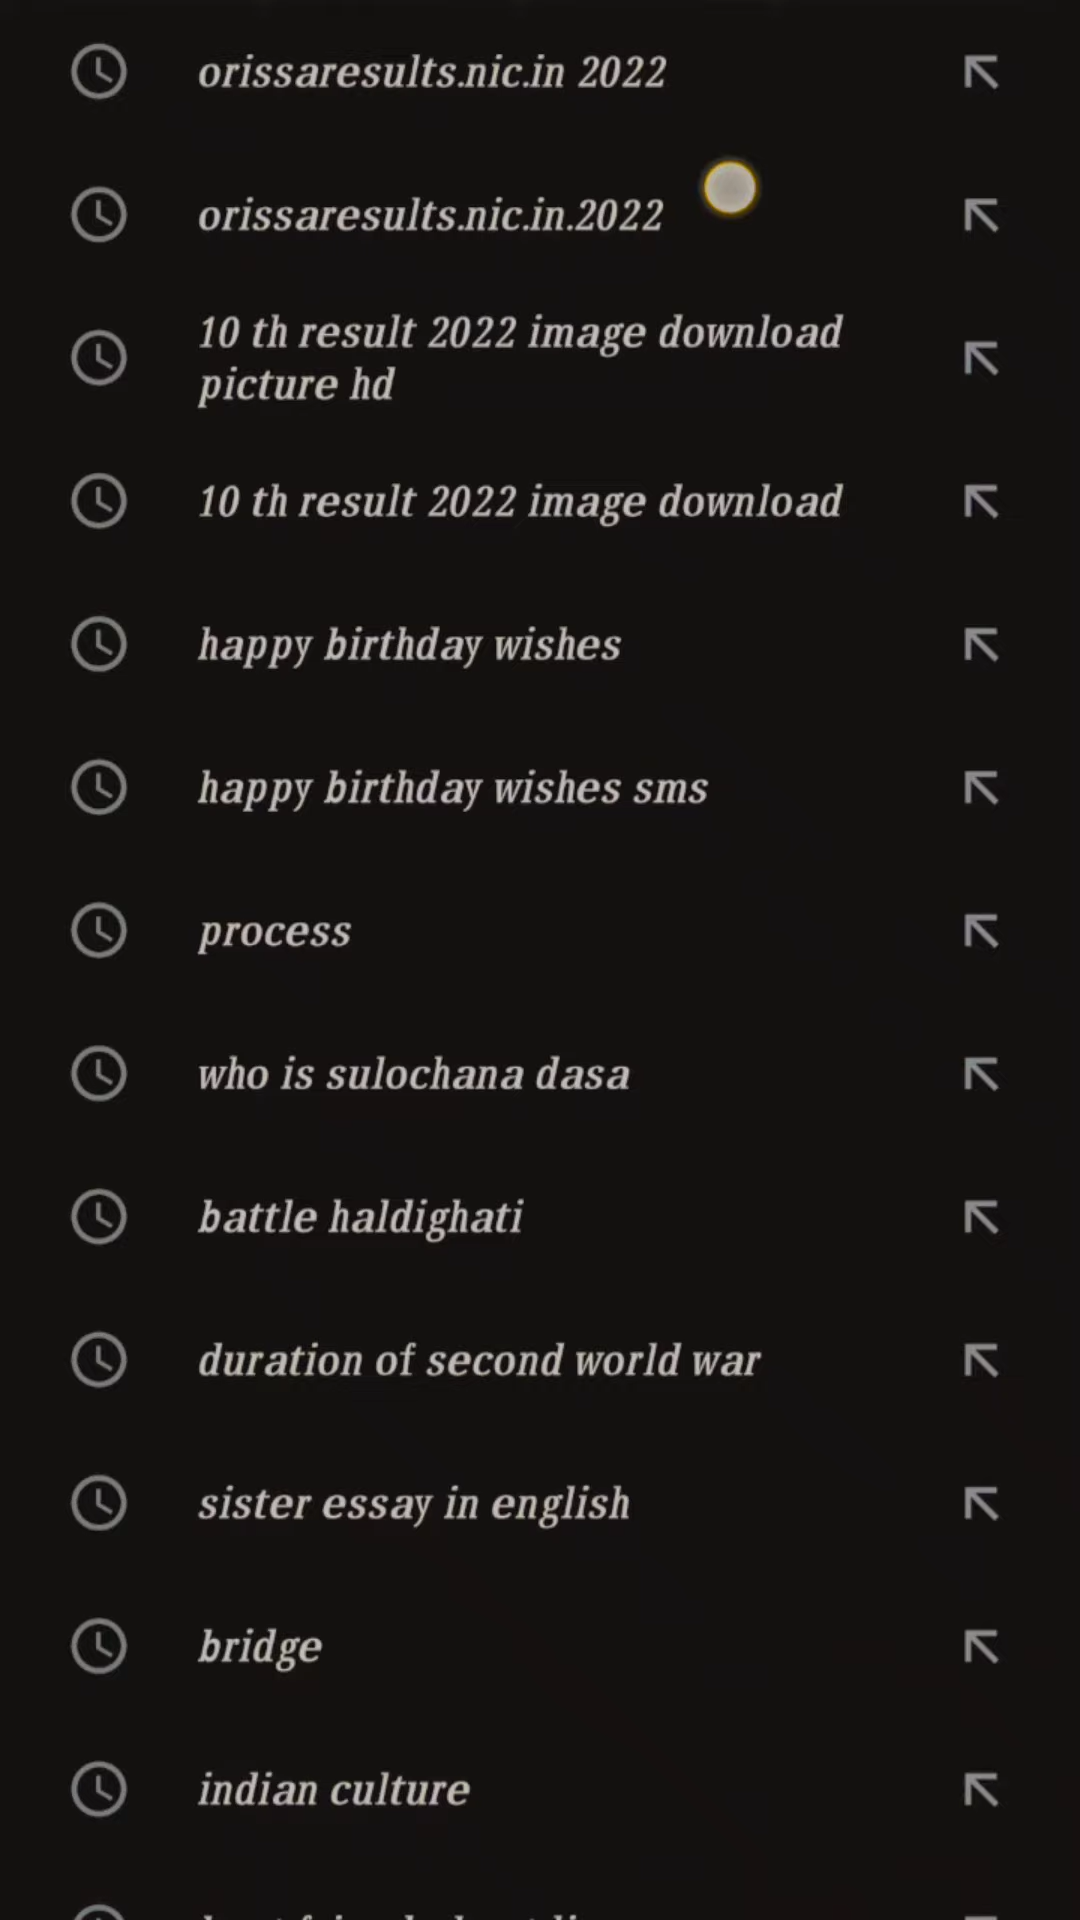 orissaresults.nic.in 2022
orissaresults.nic.in.2022
10 th result 2022 image download
picture hd
10 th result 2022 image download
happy birthday wishes
happy birthday wishes sms
process
who is sulochana dasa
battle haldighati
duration of second world war
sister essay in english
bridge
indian culture